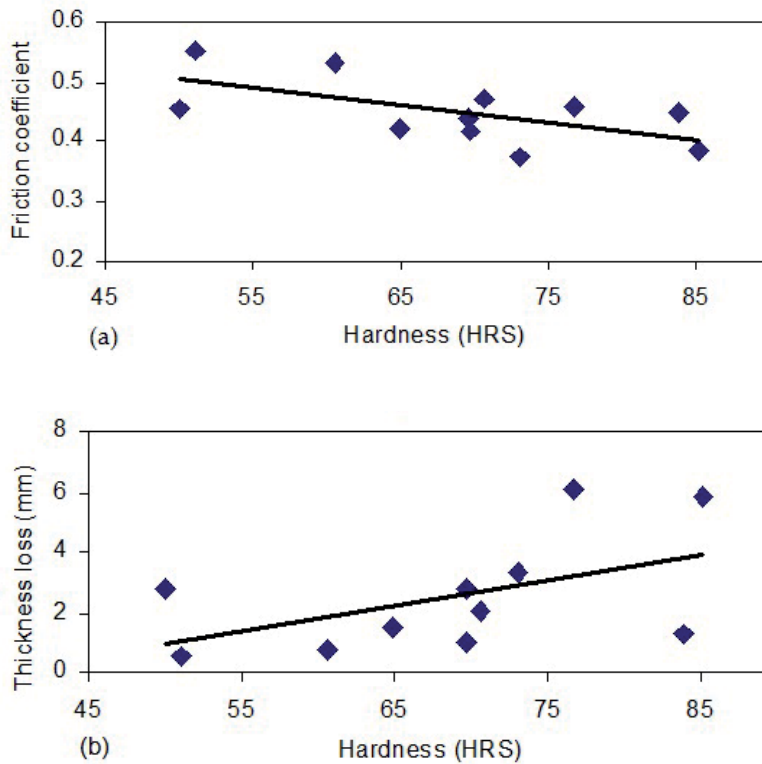 0.6
0.5
0.4
0.3
0.2
Friction coefficient
45 55 65 75 85
(a) Hardness (HRS)
8
6
4
2
0
Thickness loss (mm)
45 55 65 75 85
(b) Hardness (HRS)